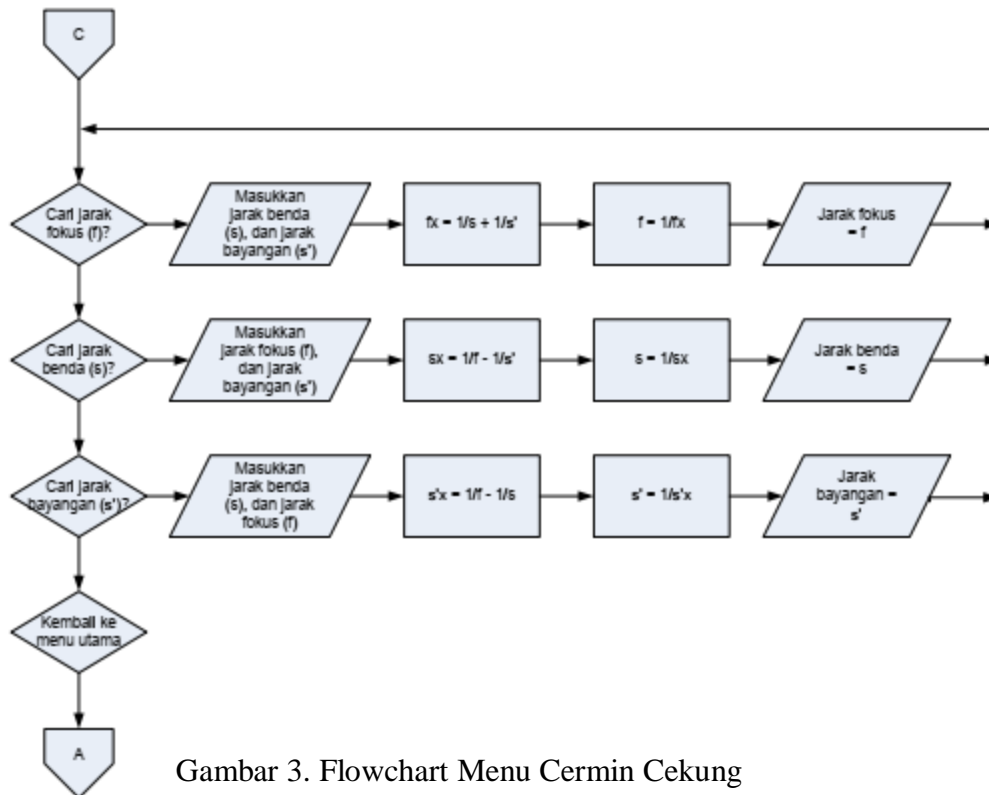 C
Cari jarak
fokus (f)?
Masukkan
jarak benda
(s), dan jarak
bayangan (s')
fx = 1/s + 1/s'
f = 1/fx
Jarak fokus
= f
Cari jarak
benda (s)?
Masukkan
jarak fokus (f),
dan jarak
bayangan (s')
sx = 1/f - 1/s'
s = 1/sx
Jarak benda
= s
Cari jarak
bayangan (s')?
Masukkan
jarak benda
(s), dan jarak
fokus (f)
s'x = 1/f - 1/s
s' = 1/s'x
Jarak
bayangan =
s'
Kembali ke
menu utama
A
Gambar 3. Flowchart Menu Cermin Cekung